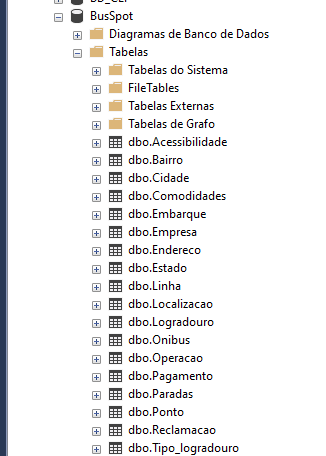 BusSpot
Diagramas de Banco de Dados
Tabelas
Tabelas do Sistema
FileTables
Tabelas Externas
Tabelas de Grafo
dbo.Acessibilidade
dbo.Bairro
dbo.Cidade
dbo.Comodidades
dbo.Embarque
dbo.Empresa
dbo.Endereco
dbo.Estado
dbo.Linha
dbo.Localizacao
dbo.Logradouro
dbo.Onibus
dbo.Operacao
dbo.Pagamento
dbo.Paradas
dbo.Ponto
dbo.Reclamacao
dbo.Tipo_logradouro